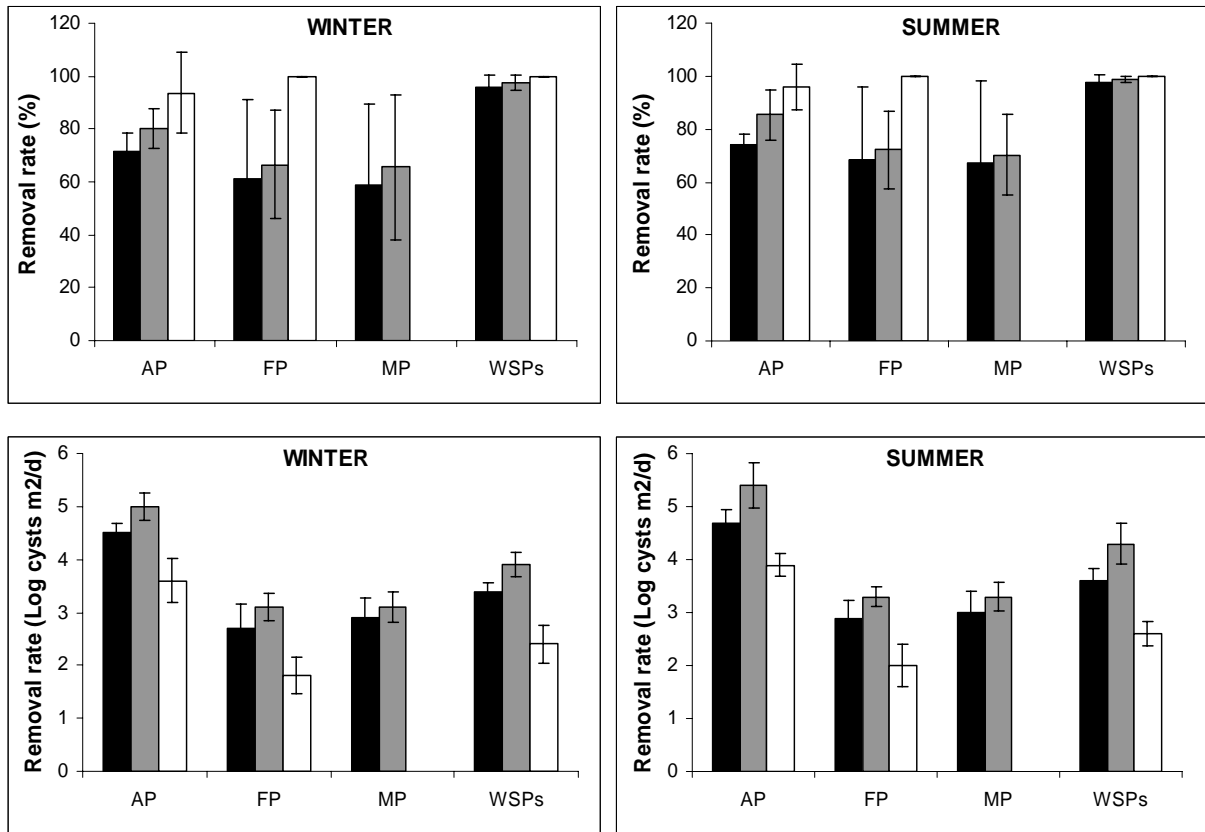 WINTER
Removal rate (%)
120
100
80
60
40
20
0
AP FP MP WSPs
SUMMER
Removal rate (%)
120
100
80
60
40
20
0
AP FP MP WSPs
WINTER
Removal rate (Log cysts m2/d)
6
5
4
3
2
1
0
AP FP MP WSPs
SUMMER
Removal rate (Log cysts m2/d)
6
5
4
3
2
1
0
AP FP MP WSPs